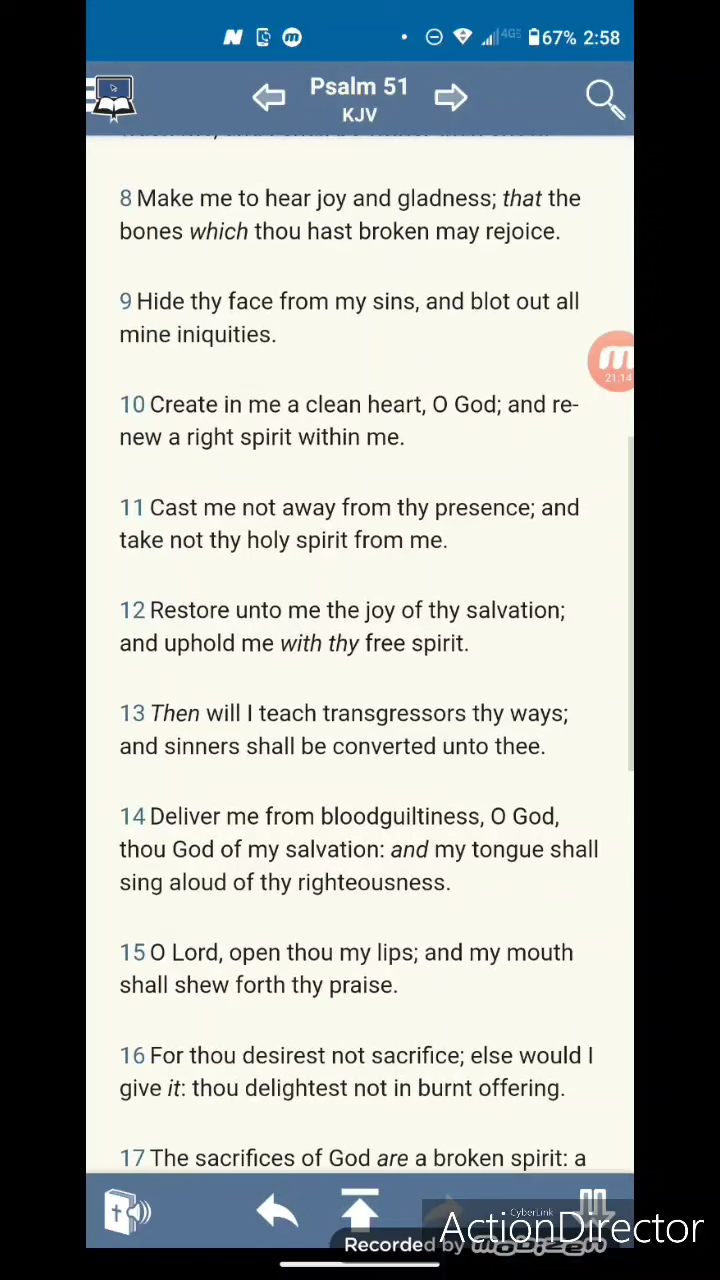 67% 2:58
Psalm 51
KJV
8 Make me to hear joy and gladness; that the
bones which thou hast broken may rejoice.
9 Hide thy face from my sins, and blot out all
mine iniquities.
21:14
10 Create in me a clean heart, O God; and re-
new a right spirit within me.
11 Cast me not away from thy presence; and
take not thy holy spirit from me.
12 Restore unto me the joy of thy salvation;
and uphold me with thy free spirit.
13 Then will I teach transgressors thy ways;
and sinners shall be converted unto thee.
14 Deliver me from bloodguiltiness, O God,
thou God of my salvation: and my tongue shall
sing aloud of thy righteousness.
15 O Lord, open thou my lips; and my mouth
shall shew forth thy praise.
16 For thou desirest not sacrifice; else would I
give it: thou delightest not in burnt offering.
17 The sacrifices of God are a broken spirit: a
CyberLink
ActionDirector
Recorded by